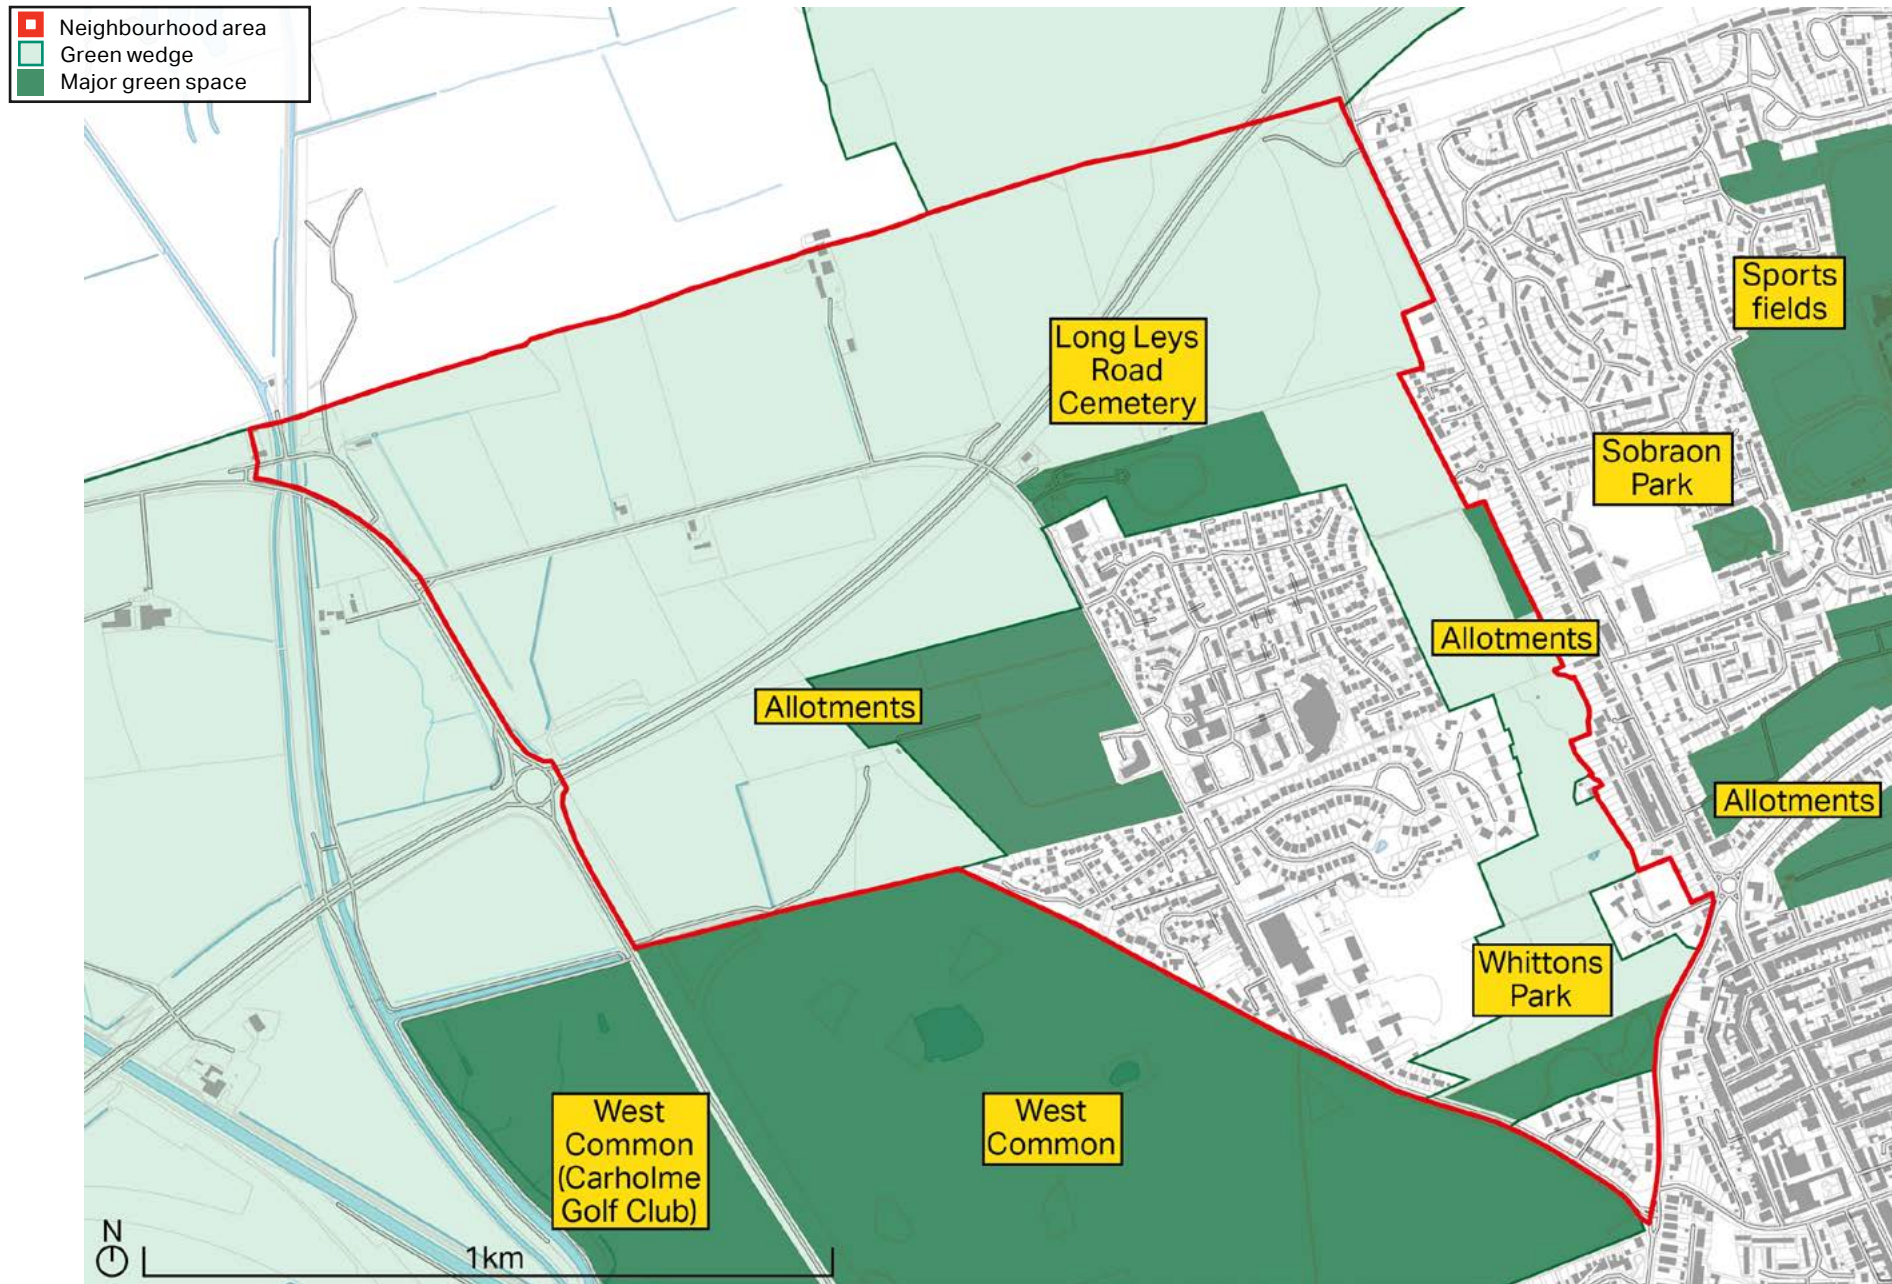 Neighbourhood area
Green wedge
Major green space
Sports
fields
Long Leys
Road
Cemetery
Sobraon
Park
Allotments
Allotments
Allotments
Whittons
Park
West
Common
(Carholme
Golf Club)
West
Common
N
1km